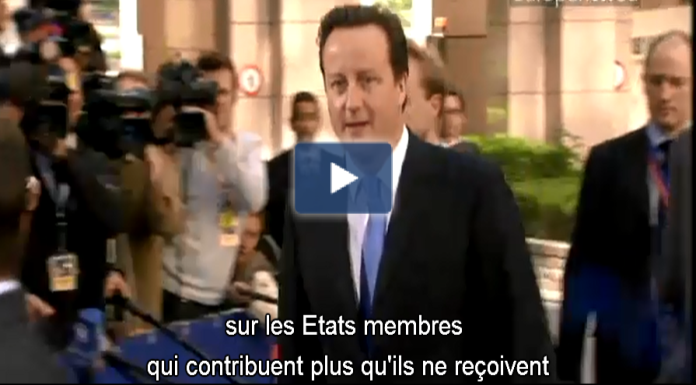 sur les Etats membres
qui contribuent plus qu'ils ne reçoivent